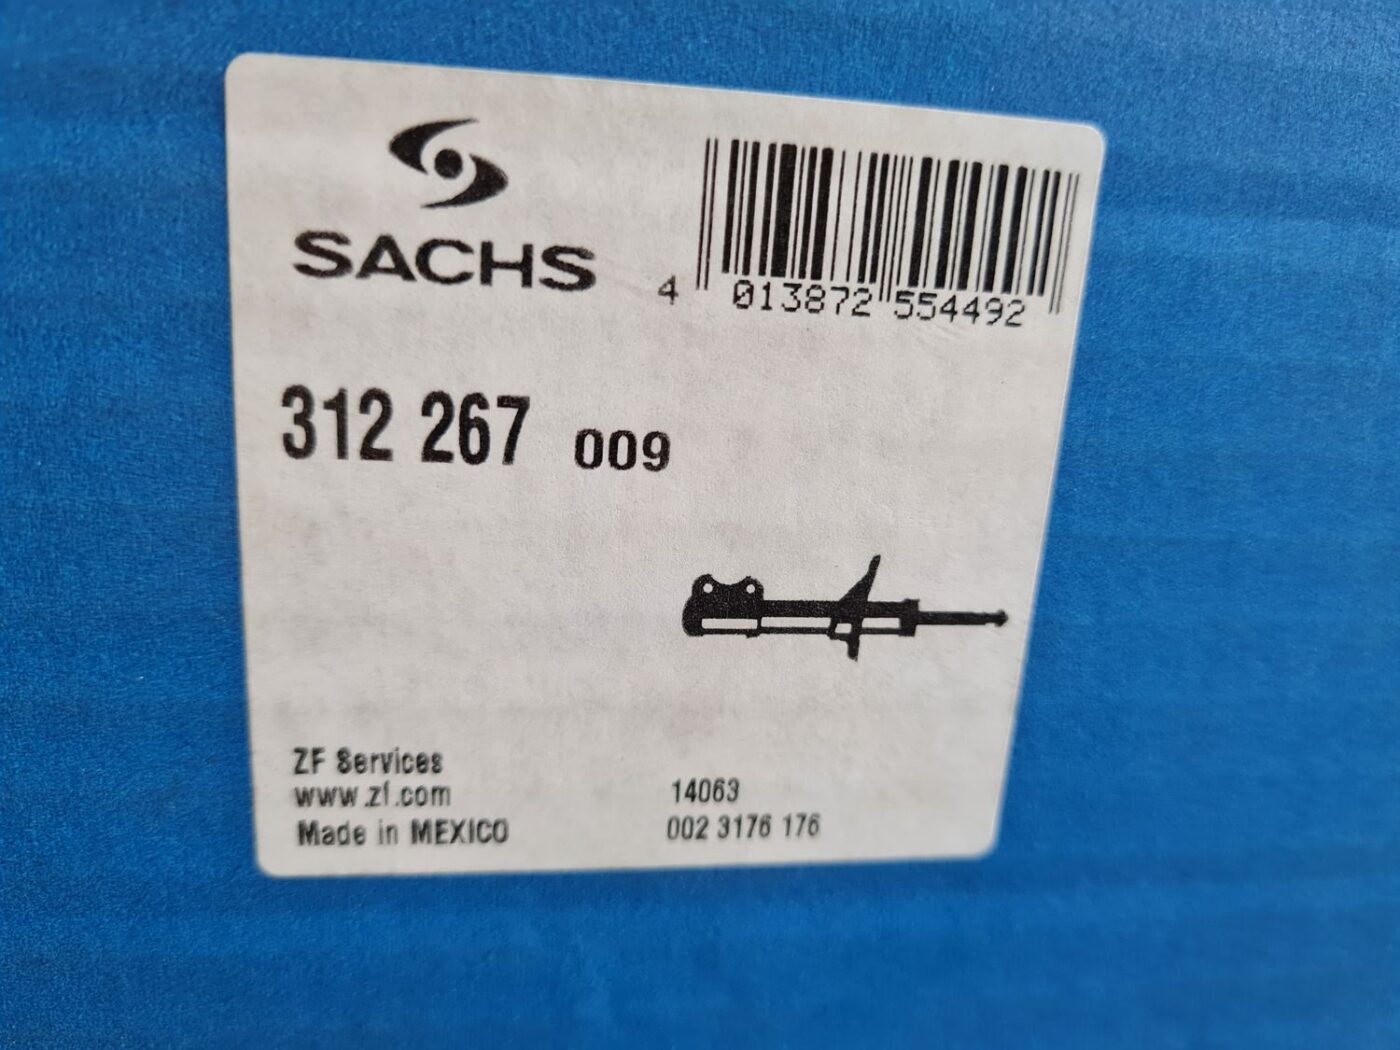 SACHS
4 013872 554492
312 267 009
ZF Services
www.zf.com
Made in MEXICO
14063
002 3176 176